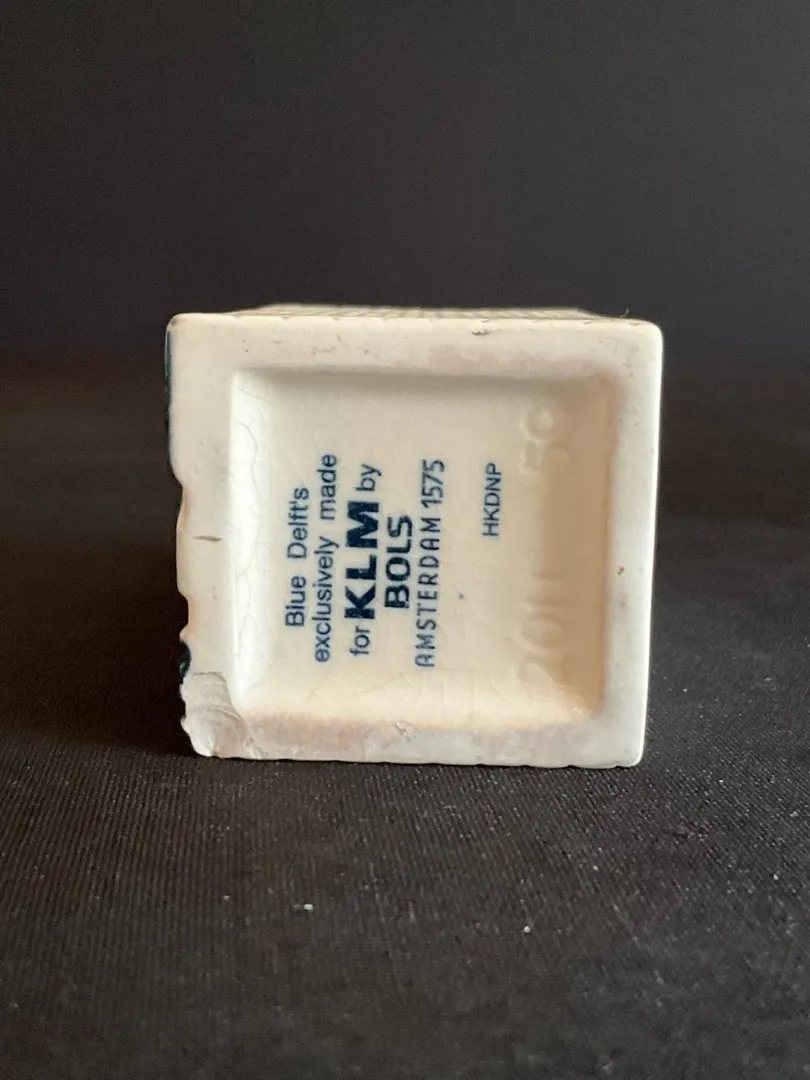 Blue Delft's
exclusively made
for KLM by
BOLS
AMSTERDAM 1575
HKDNP